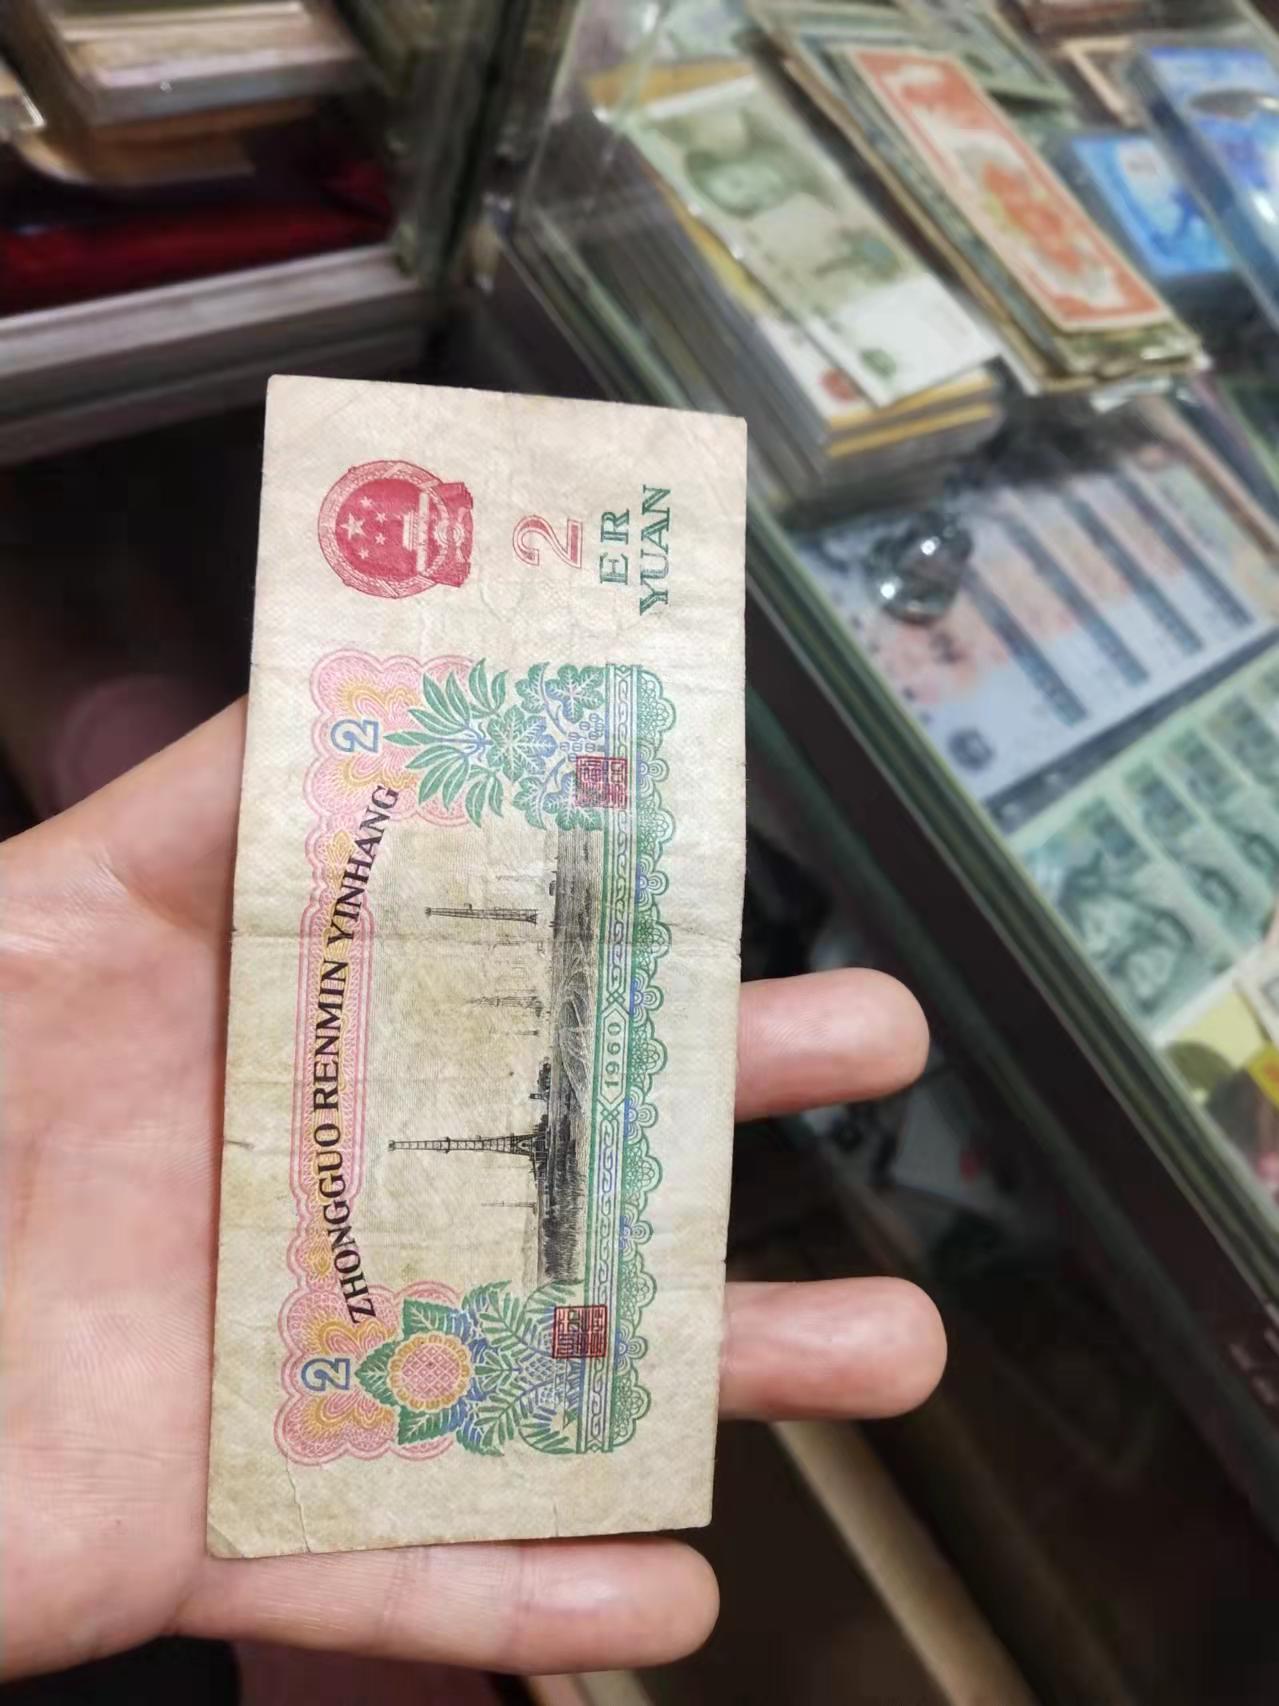 ZHONGGUO RENMIN YINHANG
2
2
1960
2
ER
YUAN